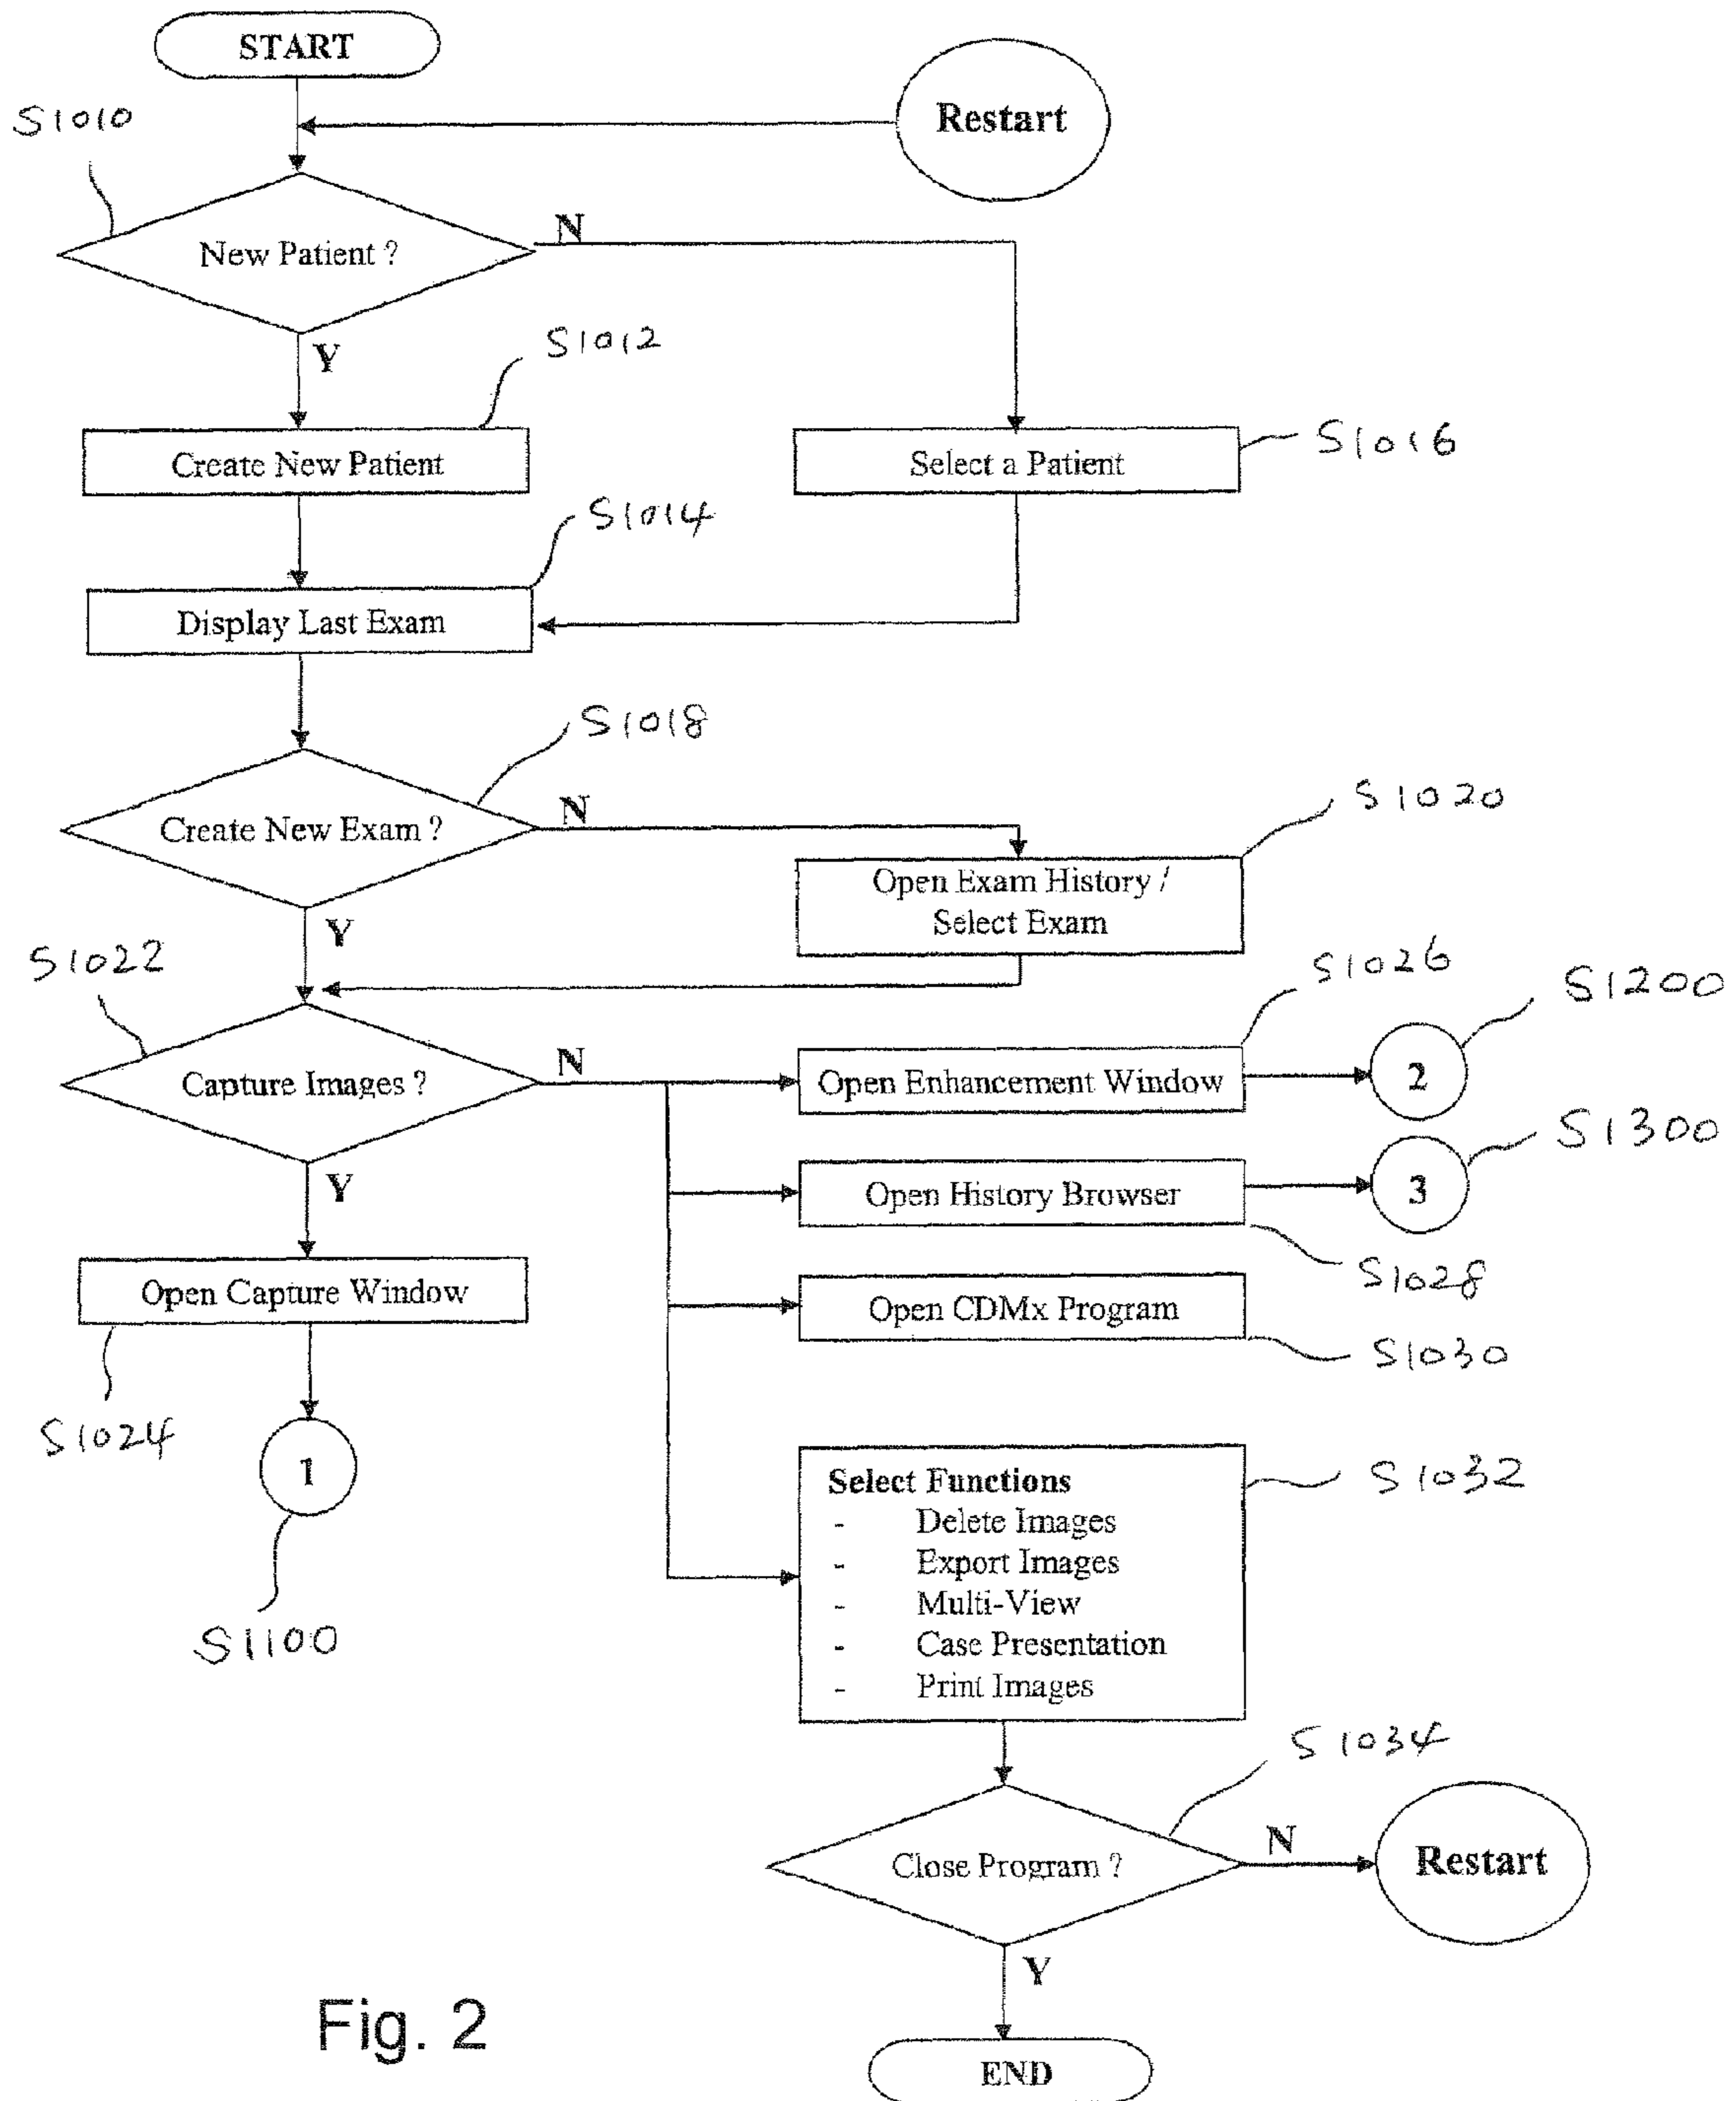 START
Restart
S1010
New Patient ?
N
Y
S1012
Create New Patient
Select a Patient
S1016
S1014
Display Last Exam
S1018
Create New Exam ?
N
Y
S1020
Open Exam History /
Select Exam
S1022
Capture Images ?
N
Y
S1026
Open Enhancement Window
2
S1200
Open History Browser
3
S1300
S1028
Open CDMx Program
S1030
Open Capture Window
S1024
1
S1100
Select Functions
- Delete Images
- Export Images
- Multi-View
- Case Presentation
- Print Images
S1032
S1034
Close Program ?
N
Restart
Y
END
Fig. 2